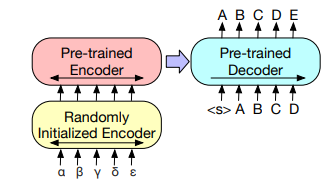 A B C D E
Pre-trained
Encoder
Pre-trained
Decoder
<s> A B C D
Randomly
Initialized Encoder
α β γ δ ε